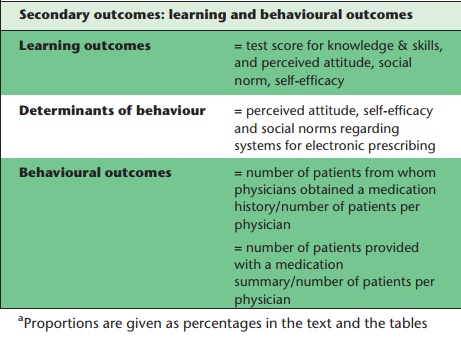 Secondary outcomes: learning and behavioural outcomes
Learning outcomes = test score for knowledge & skills,
and perceived attitude, social
norm, self-efficacy
Determinants of behaviour = perceived attitude, self-efficacy
and social norms regarding
systems for electronic prescribing
Behavioural outcomes = number of patients from whom
physicians obtained a medication
history/number of patients per
physician
= number of patients provided
with a medication
summary/number of patients per
physician
aProportions are given as percentages in the text and the tables